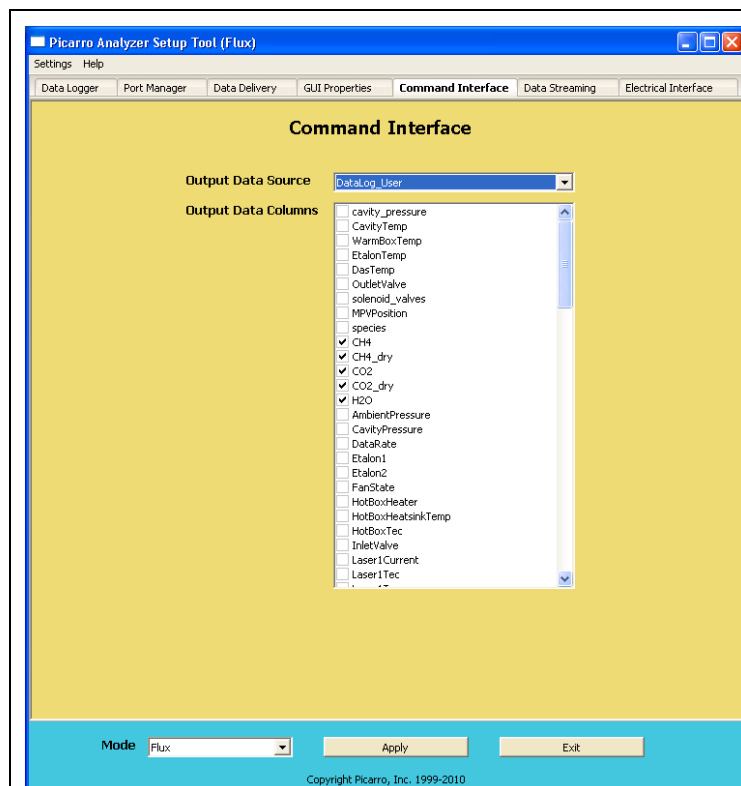 Picarro Analyzer Setup Tool (Flux)
Settings Help
Data Logger Port Manager Data Delivery GUI Properties Command Interface Data Streaming Electrical Interface
Command Interface
Output Data Source DataLog_User
Output Data Columns cavity_pressure
CavityTemp
WarmBoxTemp
EtalonTemp
DasTemp
OutletValve
solenoid_valves
MPVPosition
species
CH4
CH4_dry
CO2
CO2_dry
H2O
AmbientPressure
CavityPressure
DataRate
Etalon1
Etalon2
FanState
HotBoxHeater
HotBoxHeatsinkTemp
HotBoxTec
InletValve
Laser1Current
Laser1Tec
Mode Flux Apply Exit
Copyright Picarro, Inc. 1999-2010